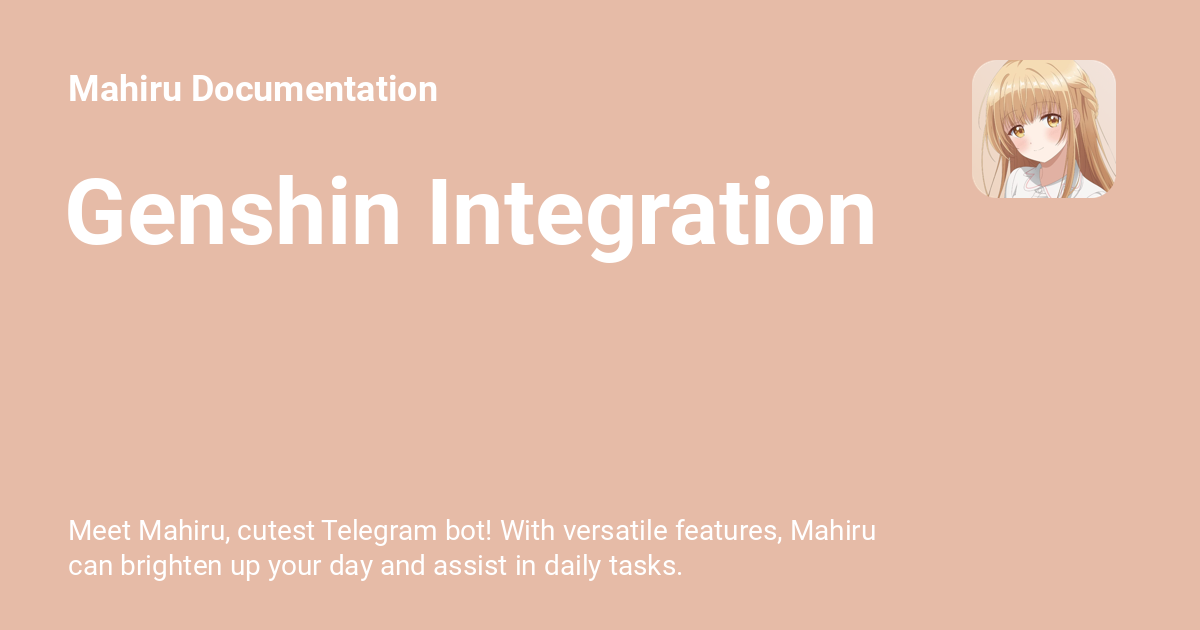 Mahiru Documentation
Genshin Integration
Meet Mahiru, cutest Telegram bot! With versatile features, Mahiru
can brighten up your day and assist in daily tasks.